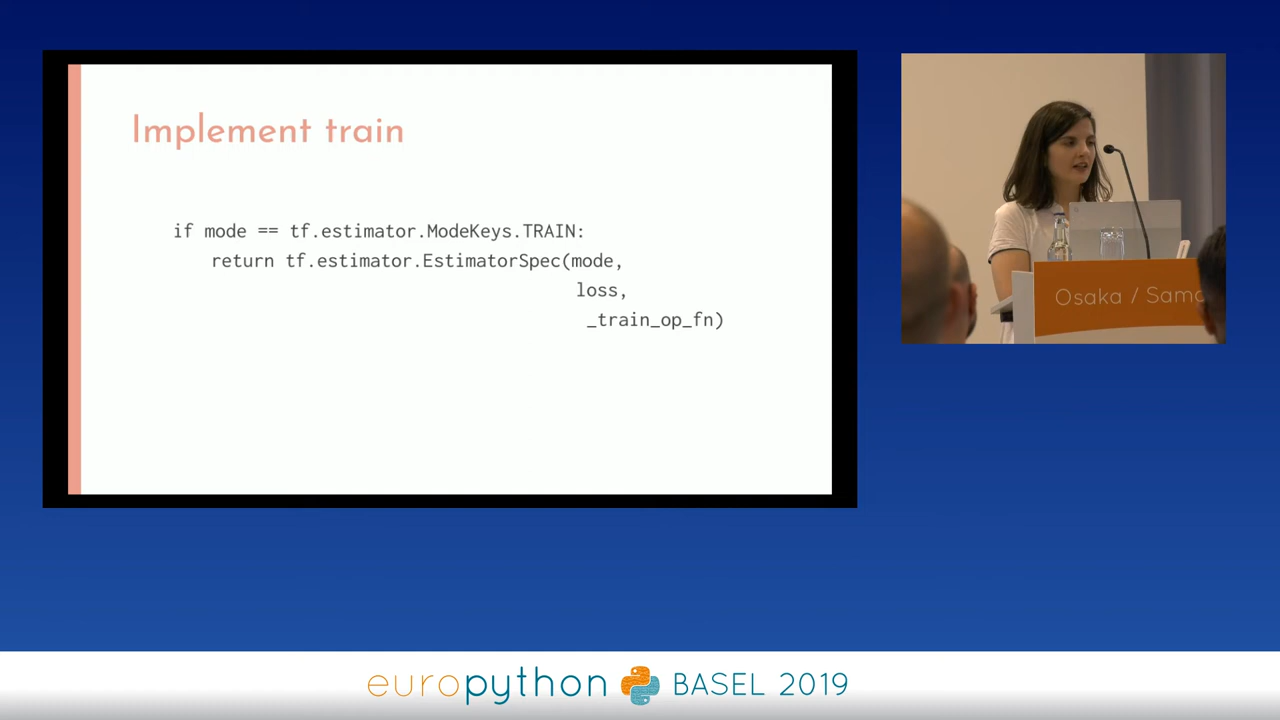 Implement train
if mode == tf.estimator.ModeKeys.TRAIN:
return tf.estimator.EstimatorSpec(mode,
loss,
_train_op_fn)
Osaka /
europython BASEL 2019